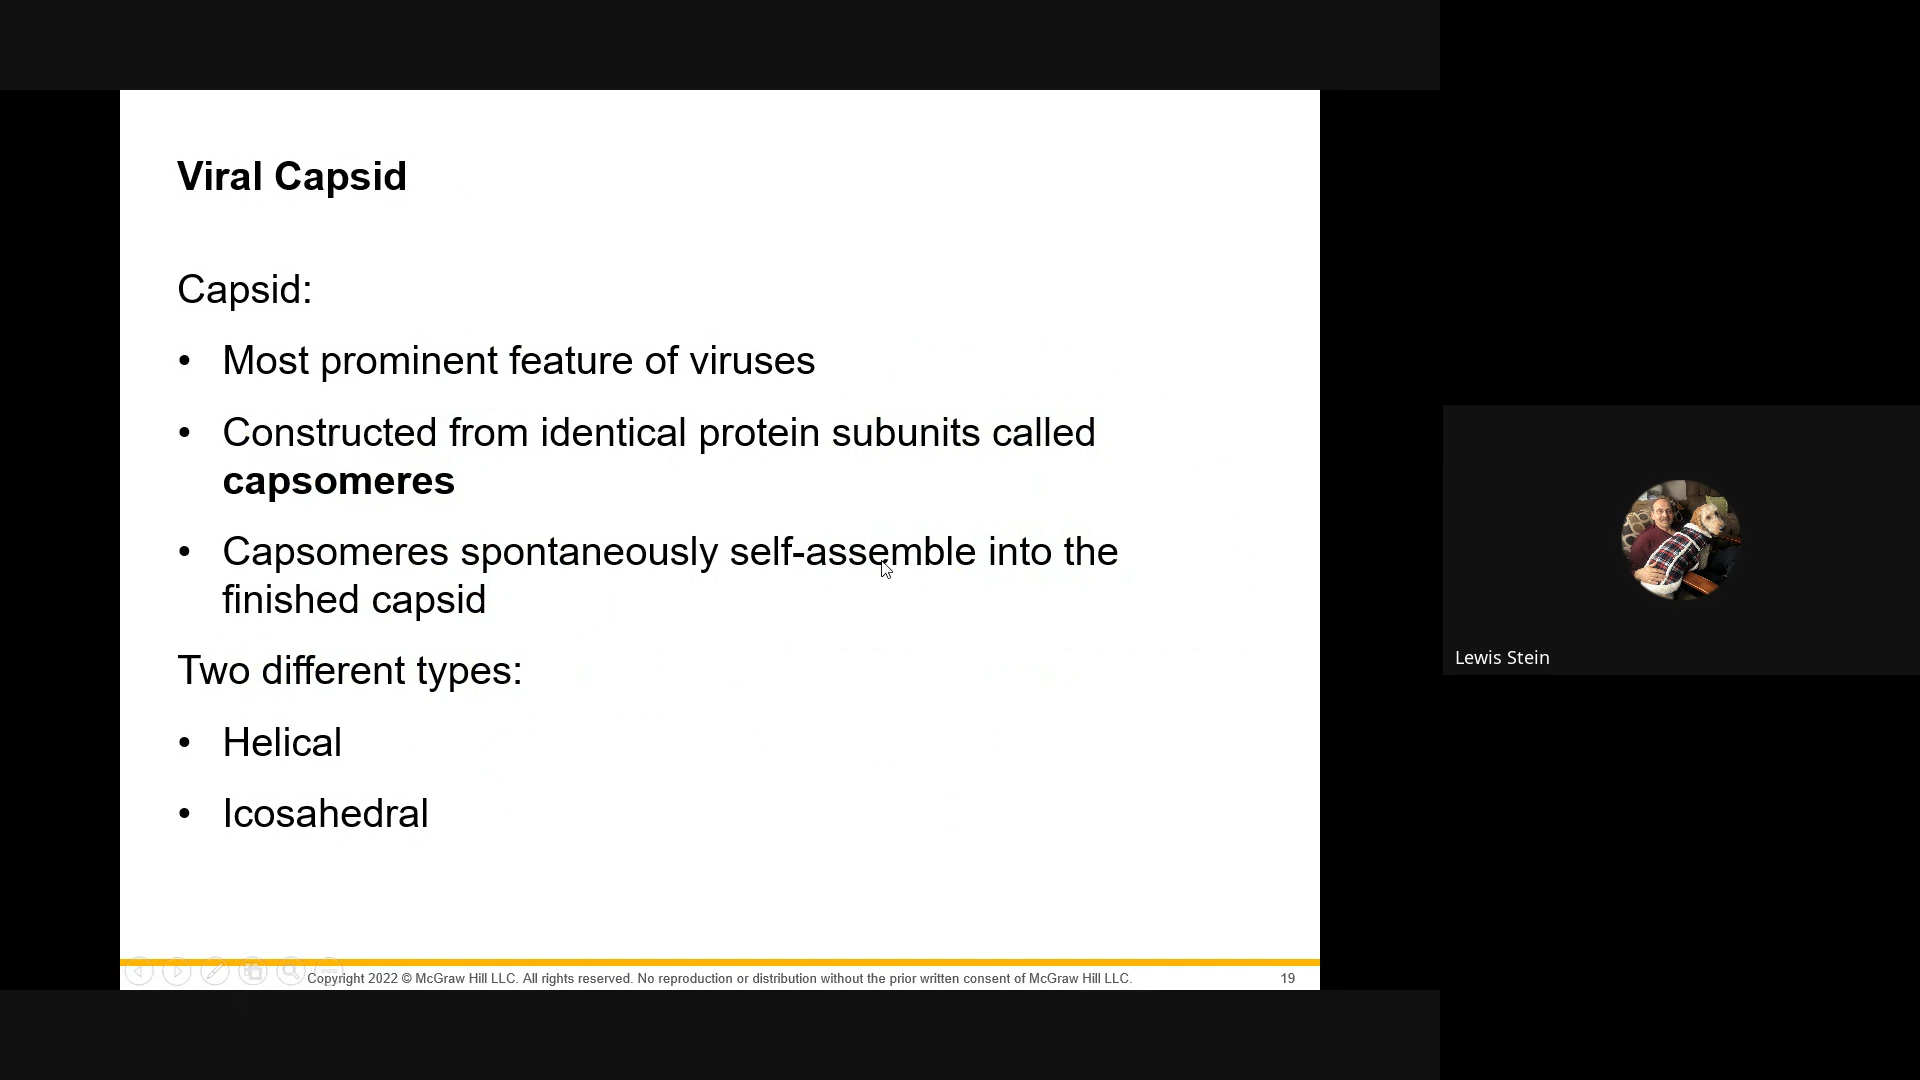 Viral Capsid
Capsid:
• Most prominent feature of viruses
• Constructed from identical protein subunits called
capsomeres
• Capsomeres spontaneously self-assemble into the
finished capsid
Two different types:
• Helical
• Icosahedral
Copyright 2022 © McGraw Hill LLC. All rights reserved. No reproduction or distribution without the prior written consent of McGraw Hill LLC.
19
Lewis Stein